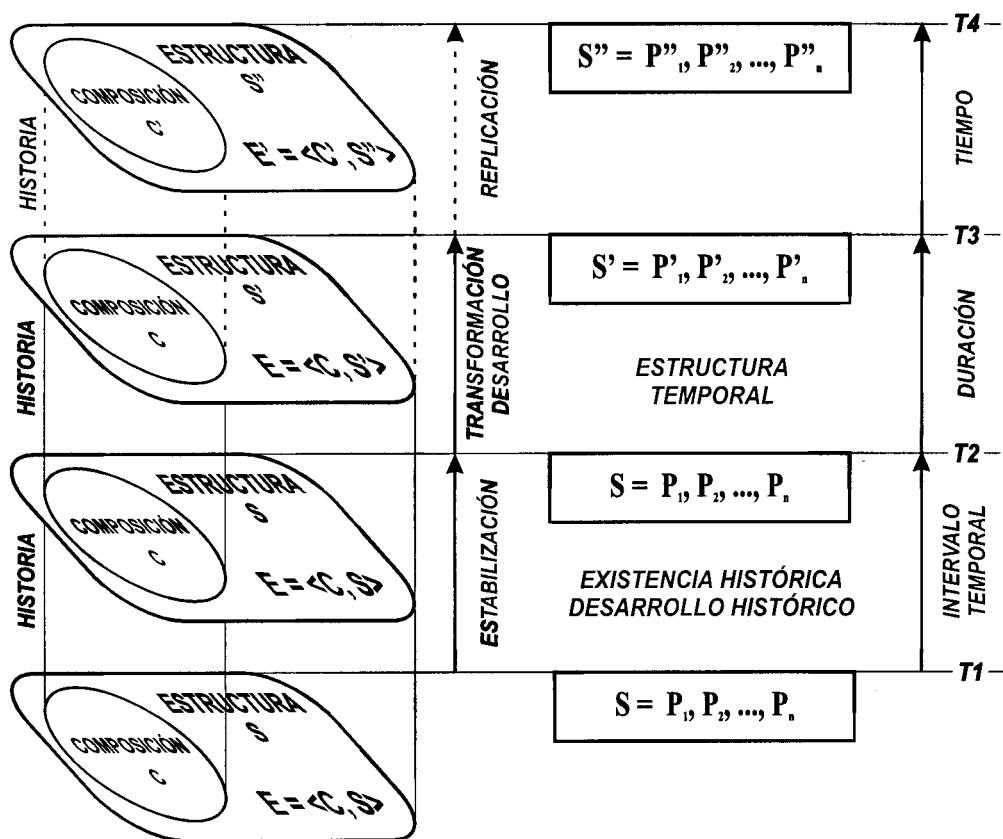 T4
ESTRUCTURA
S"
COMPOSICIÓN
C'
E' = <C', S">
HISTORIA
REPLICACIÓN
S” = P”₁, P”₂, ..., P”ₙ
TIEMPO
T3
ESTRUCTURA
S'
COMPOSICIÓN
C
E = <C, S'>
HISTORIA
TRANSFORMACIÓN
DESARROLLO
S’ = P’₁, P’₂, ..., P’ₙ
ESTRUCTURA
TEMPORAL
DURACIÓN
T2
ESTRUCTURA
S
COMPOSICIÓN
C
E = <C, S>
HISTORIA
ESTABILIZACIÓN
S = P₁, P₂, ..., Pₙ
EXISTENCIA HISTÓRICA
DESARROLLO HISTÓRICO
INTERVALO
TEMPORAL
T1
ESTRUCTURA
S
COMPOSICIÓN
C
E = <C, S>
S = P₁, P₂, ..., Pₙ